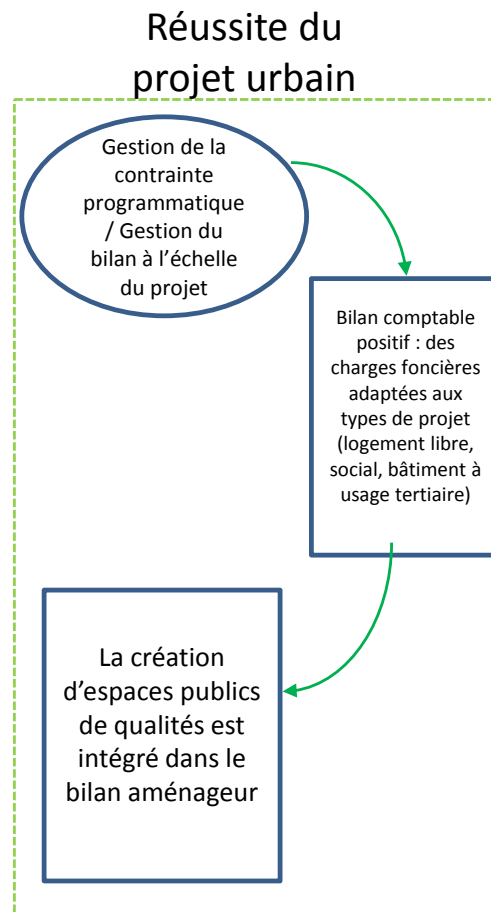 Réussite du
projet urbain
Gestion de la
contrainte
programmatique
/ Gestion du
bilan à l’échelle
du projet
Bilan comptable
positif : des
charges foncières
adaptées aux
types de projet
(logement libre,
social, bâtiment à
usage tertiaire)
La création
d’espaces publics
de qualités est
intégré dans le
bilan aménageur